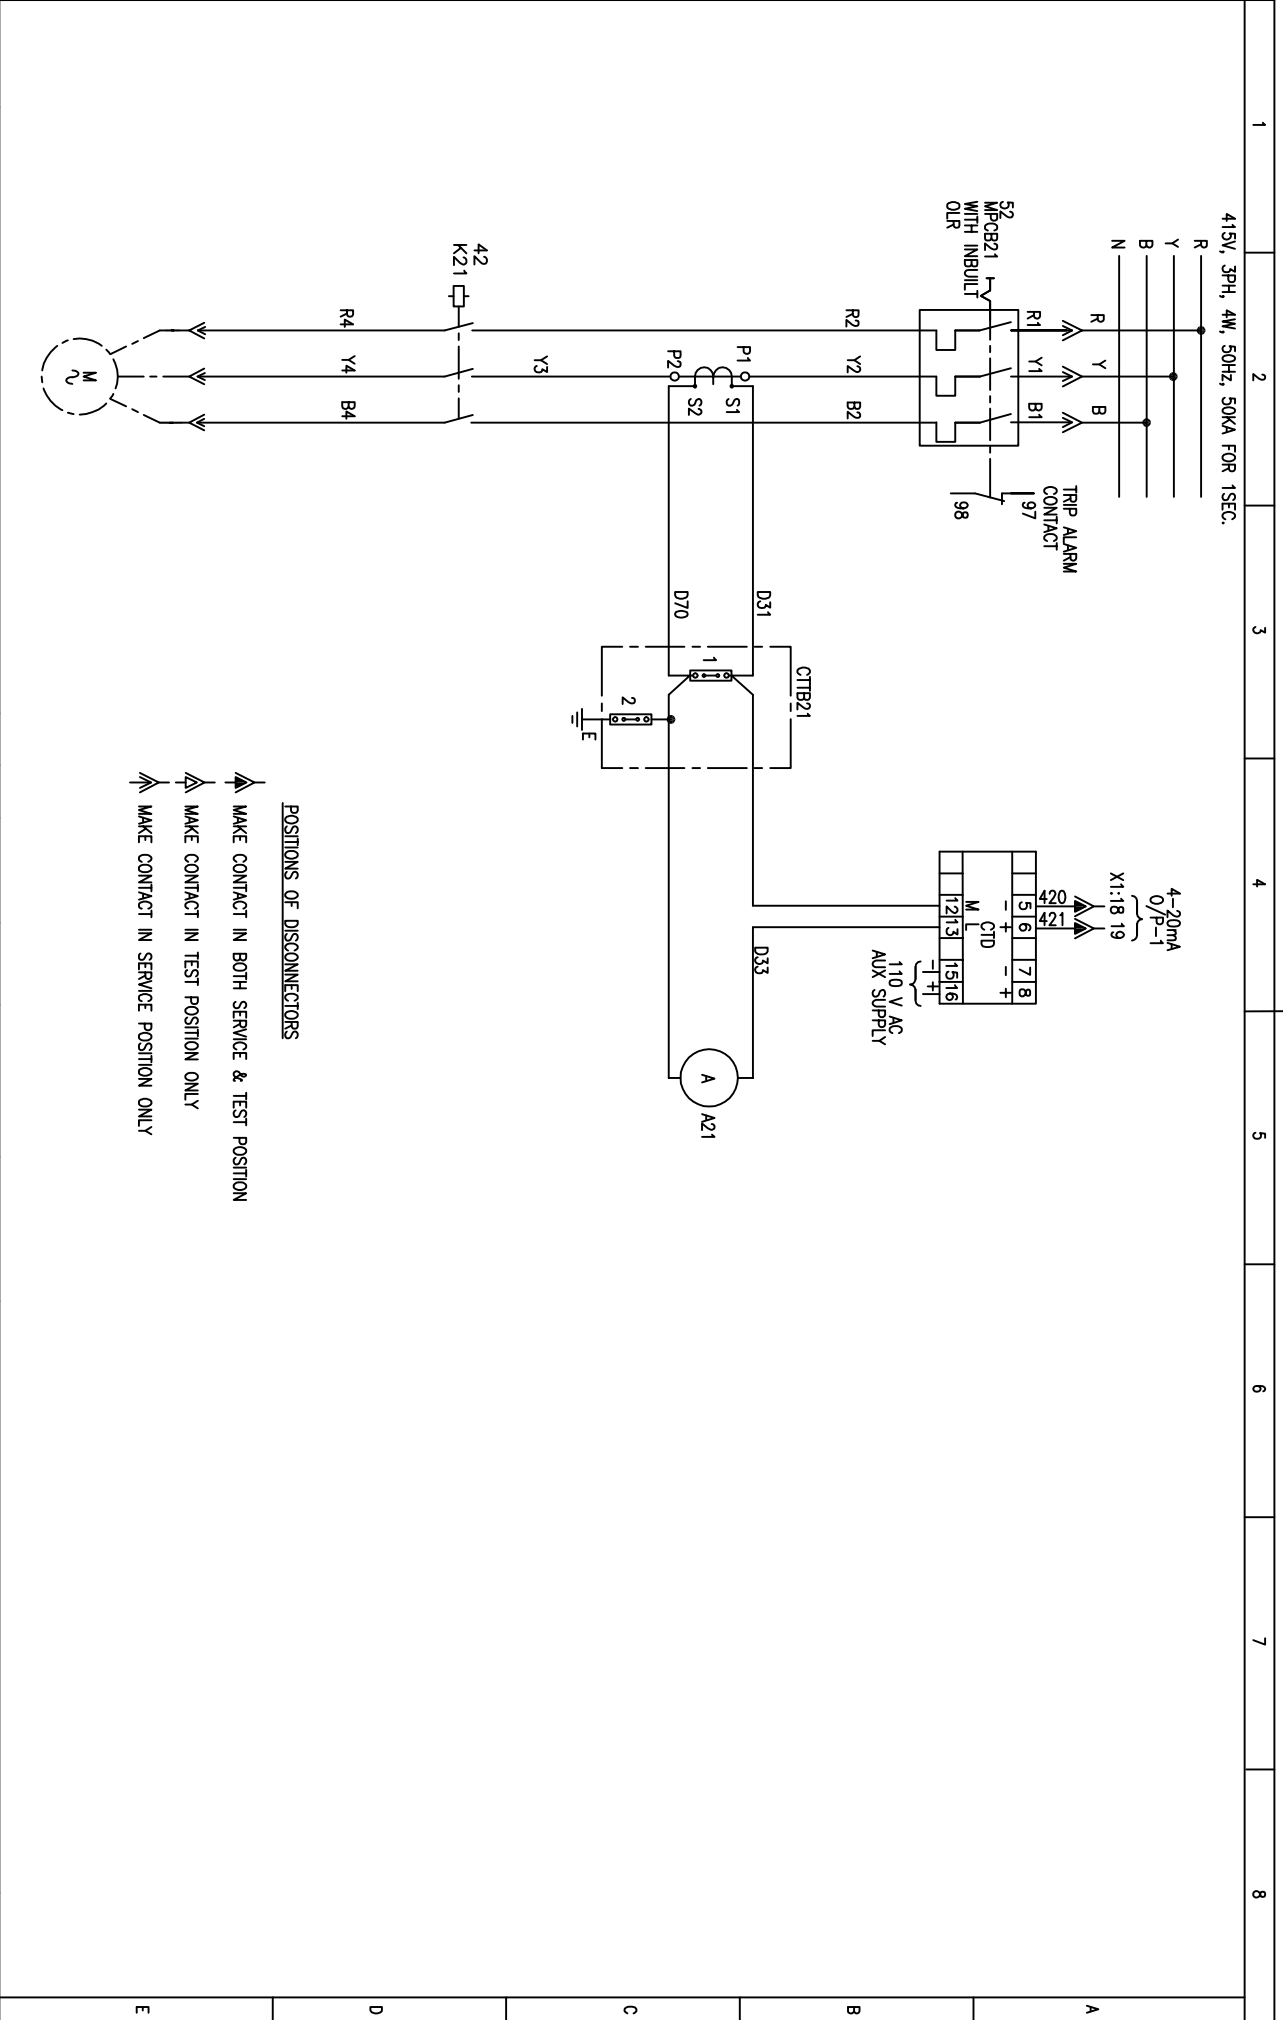 1
2
3
4
5
6
7
8
A
B
C
D
E
415V, 3PH, 4W, 50Hz, 50KA FOR 1SEC.
R
Y
B
N
R
Y
B
R1
Y1
B1
52
MPCB21
WITH INBUILT
OLR
TRIP ALARM
CONTACT
97
98
R2
Y2
B2
P1
P2
S1
S2
Y3
D31
D70
CTTB21
1
2
E
4-20mA
O/P-1
X1:18 19
420
421
5
6
7
8
-
+
-
+
CTD
M
L
12
13
15
16
-
+
110 V AC
AUX SUPPLY
D33
A
A21
42
K21
R4
Y4
B4
M
~
POSITIONS OF DISCONNECTORS
MAKE CONTACT IN BOTH SERVICE & TEST POSITION
MAKE CONTACT IN TEST POSITION ONLY
MAKE CONTACT IN SERVICE POSITION ONLY